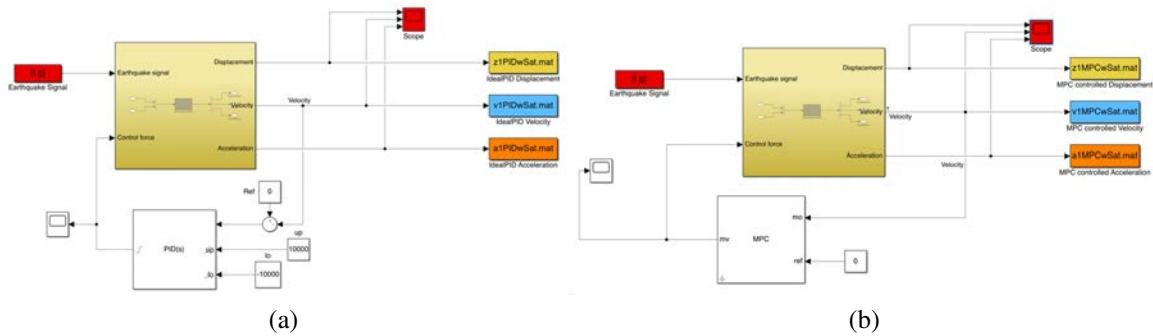 Scope
Displacement
z1PIDwSat.mat
IdealPID Displacement
Earthquake signal
Earthquake Signal
Velocity
Velocity
v1PIDwSat.mat
IdealPID Velocity
Control force
Acceleration
a1PIDwSat.mat
IdealPID Acceleration
Ref
0
PID(s)
up
up
10000
lo
lo
-10000
(a)
Scope
Displacement
z1MPCwSat.mat
MPC controlled Displacement
Earthquake signal
Earthquake Signal
Velocity
Velocity
v1MPCwSat.mat
MPC controlled Velocity
Control force
Acceleration
Velocity
a1MPCwSat.mat
MPC controlled Acceleration
mv
MPC
mo
ref
0
(b)